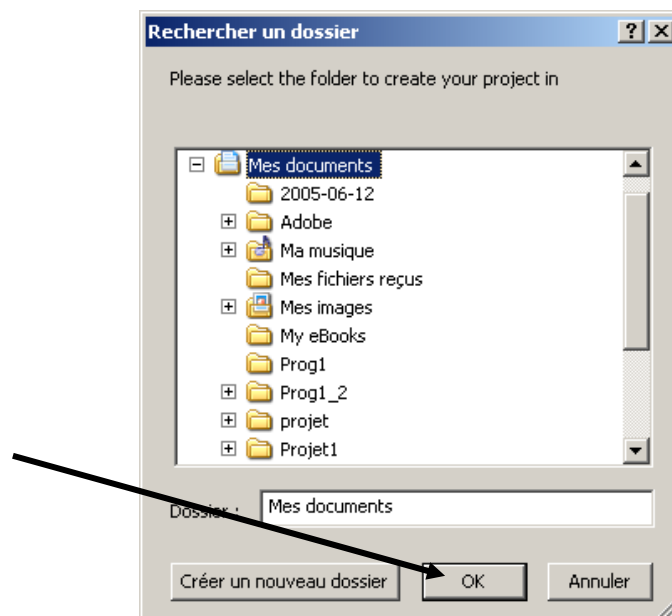 Rechercher un dossier
Please select the folder to create your project in
Mes documents
2005-06-12
Adobe
Ma musique
Mes fichiers reçus
Mes images
My eBooks
Prog1
Prog1_2
projet
Projet1
Dossier : Mes documents
Créer un nouveau dossier OK Annuler